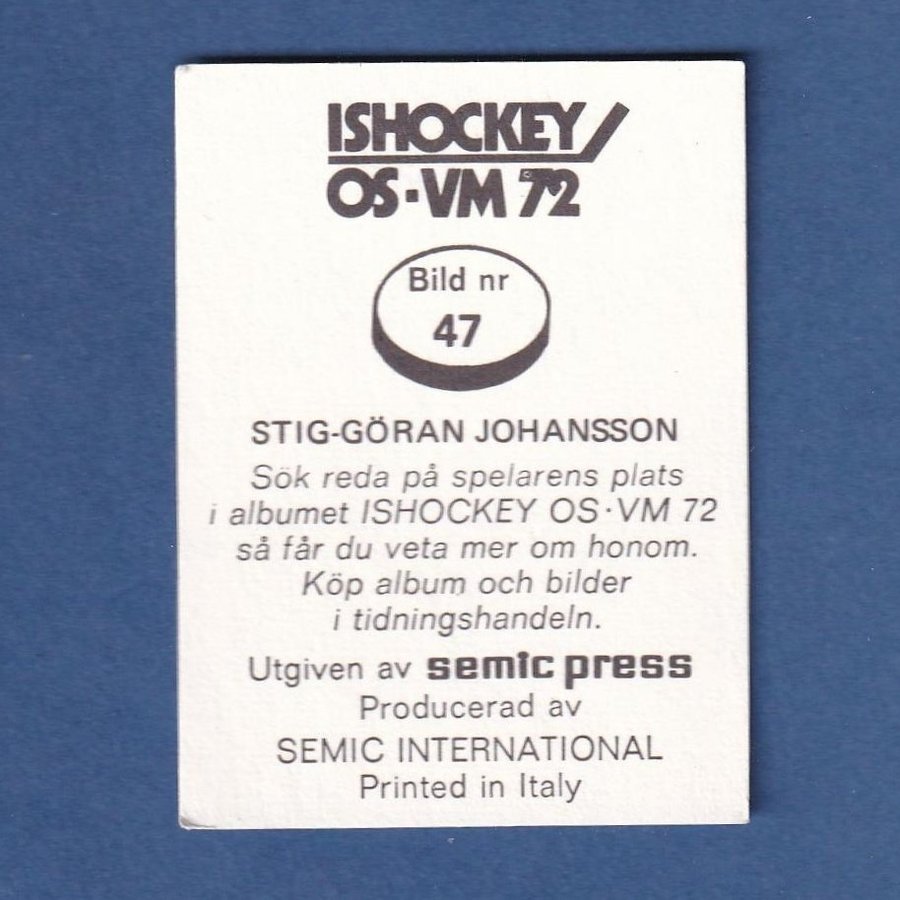 ISHOCKEY
OS·VM 72
Bild nr
47
STIG-GÖRAN JOHANSSON
Sök reda på spelarens plats
i albumet ISHOCKEY OS·VM 72
så får du veta mer om honom.
Köp album och bilder
i tidningshandeln.
Utgiven av semic press
Producerad av
SEMIC INTERNATIONAL
Printed in Italy